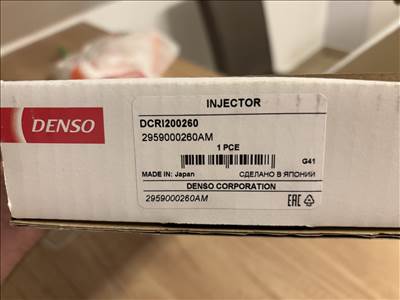 DENSO
INJECTOR
DCRI200260
2959000260AM
1 PCE
G41
MADE IN: Japan СДЕЛАНО В ЯПОНИИ
DENSO CORPORATION
2959000260AM
EAC